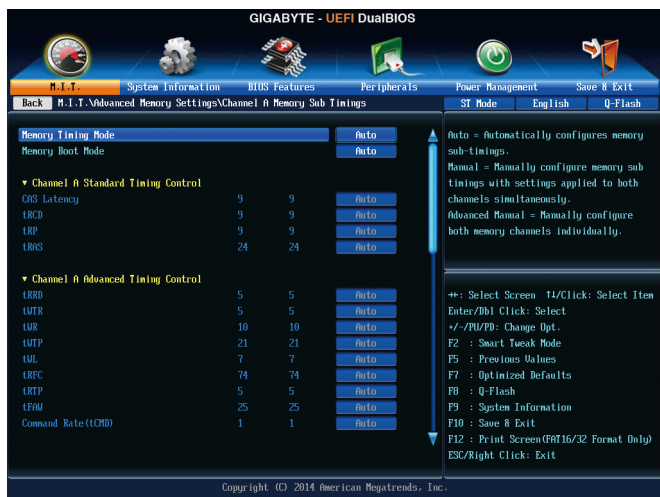 GIGABYTE - UEFI DualBIOS
M.I.T. System Information BIOS Features Peripherals Power Management Save & Exit
Back M.I.T.\Advanced Memory Settings\Channel A Memory Sub Timings ST Mode English Q-Flash
Memory Timing Mode Auto
Memory Boot Mode Auto
▼ Channel A Standard Timing Control
CAS Latency 9 9 Auto
tRCD 9 9 Auto
tRP 9 9 Auto
tRAS 24 24 Auto
▼ Channel A Advanced Timing Control
tRRD 5 5 Auto
tWTR 5 5 Auto
tWR 10 10 Auto
tWTP 21 21 Auto
tWL 7 7 Auto
tRFC 74 74 Auto
tRTP 5 5 Auto
tFAW 25 25 Auto
Command Rate(tCMD) 1 1 Auto
Auto = Automatically configures memory
sub-timings.
Manual = Manually configure memory sub
timings with settings applied to both
channels simultaneously.
Advanced Manual = Manually configure
both memory channels individually.
→←: Select Screen ↑↓/Click: Select Item
Enter/Dbl Click: Select
+/-/PU/PD: Change Opt.
F2 : Smart Tweak Mode
F5 : Previous Values
F7 : Optimized Defaults
F8 : Q-Flash
F9 : System Information
F10 : Save & Exit
F12 : Print Screen(FAT16/32 Format Only)
ESC/Right Click: Exit
Copyright (C) 2014 American Megatrends, Inc.